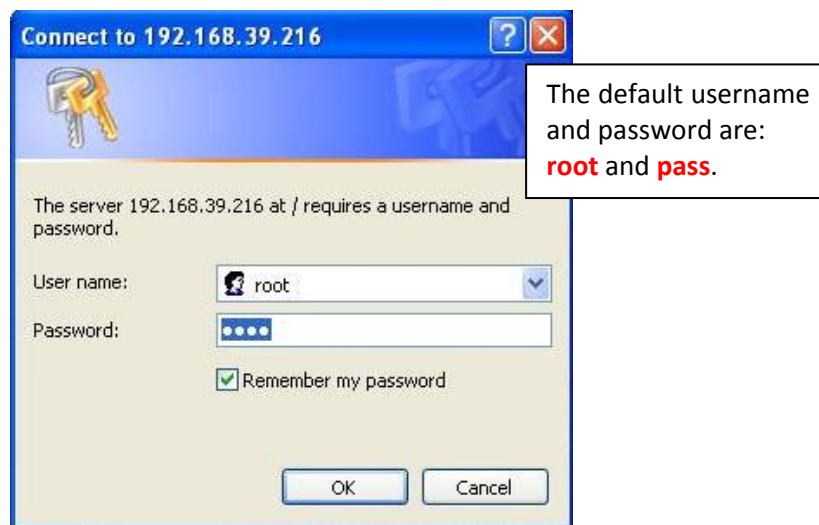 Connect to 192.168.39.216
The default username
and password are:
root and pass.
The server 192.168.39.216 at / requires a username and
password.
User name:
root
Password:
••••
Remember my password
OK
Cancel